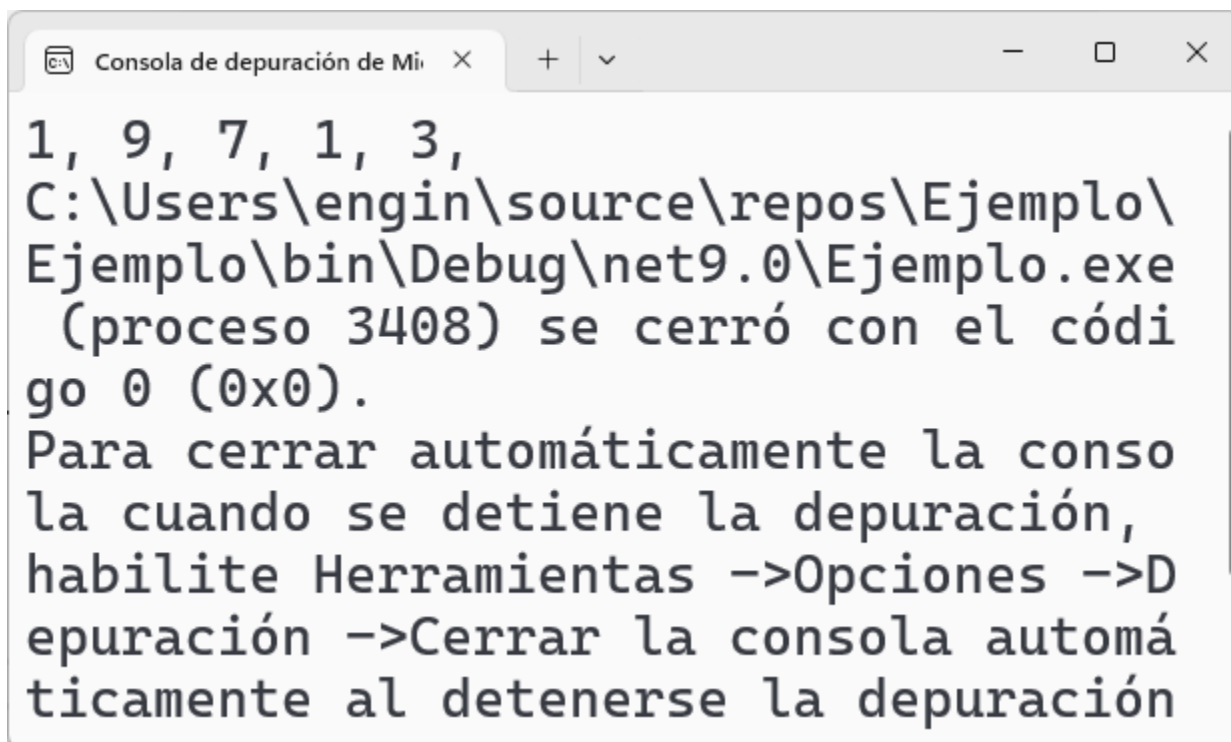 Consola de depuración de Mi
1, 9, 7, 1, 3,
C:\Users\engin\source\repos\Ejemplo\
Ejemplo\bin\Debug\net9.0\Ejemplo.exe
 (proceso 3408) se cerró con el códi
go 0 (0x0).
Para cerrar automáticamente la conso
la cuando se detiene la depuración,
habilite Herramientas ->Opciones ->D
epuración ->Cerrar la consola automá
ticamente al detenerse la depuración